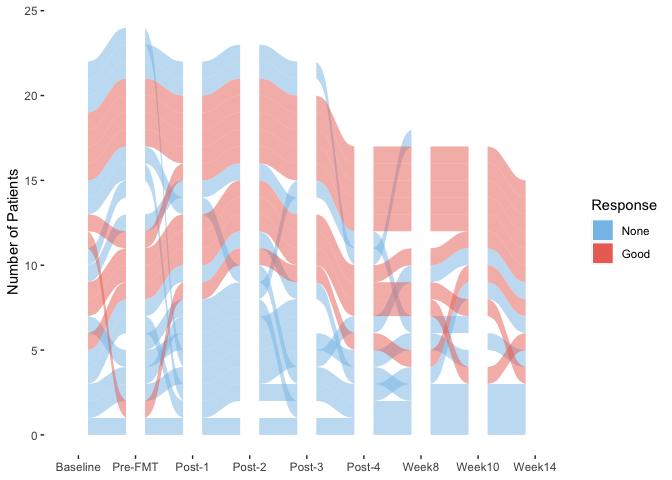 25
20
15
10
5
0
Number of Patients
Baseline Pre-FMT Post-1 Post-2 Post-3 Post-4 Week8 Week10 Week14
Response
None
Good